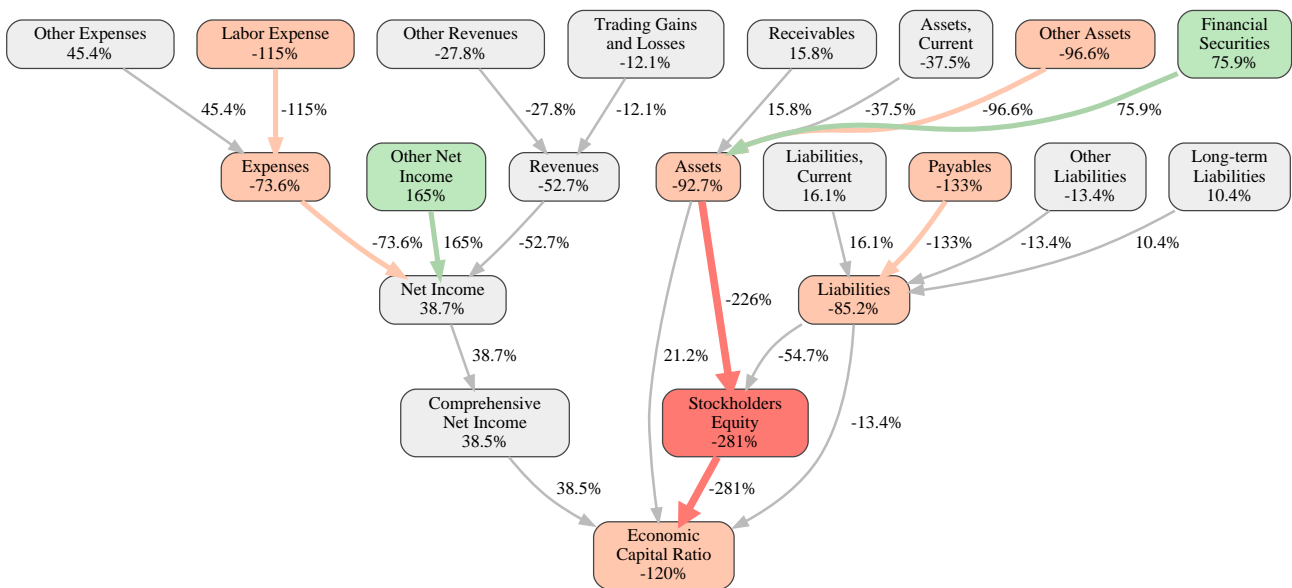 Other Expenses
45.4%
Labor Expense
-115%
Other Revenues
-27.8%
Trading Gains
and Losses
-12.1%
Receivables
15.8%
Assets,
Current
-37.5%
Other Assets
-96.6%
Financial
Securities
75.9%
45.4%
-115%
-27.8%
-12.1%
15.8%
-37.5%
-96.6%
75.9%
Expenses
-73.6%
Other Net
Income
165%
Revenues
-52.7%
Assets
-92.7%
Liabilities,
Current
16.1%
Payables
-133%
Other
Liabilities
-13.4%
Long-term
Liabilities
10.4%
-73.6%
165%
-52.7%
16.1%
-133%
-13.4%
10.4%
Net Income
38.7%
-226%
Liabilities
-85.2%
38.7%
21.2%
-54.7%
Comprehensive
Net Income
38.5%
Stockholders
Equity
-281%
-13.4%
38.5%
-281%
Economic
Capital Ratio
-120%